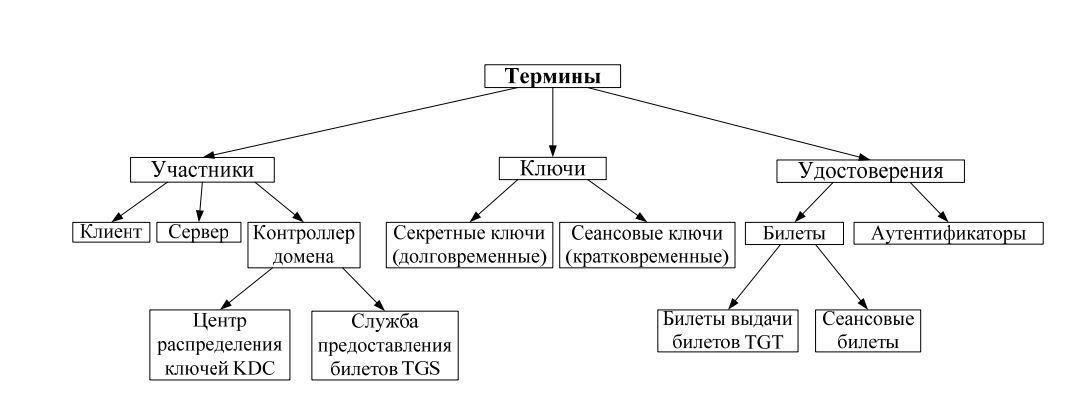 Термины
Участники
Ключи
Удостоверения
Клиент
Сервер
Контроллер
домена
Секретные ключи
(долговременные)
Сеансовые ключи
(кратковременные)
Билеты
Аутентификаторы
Центр
распределения
ключей KDC
Служба
предоставления
билетов TGS
Билеты выдачи
билетов TGT
Сеансовые
билеты